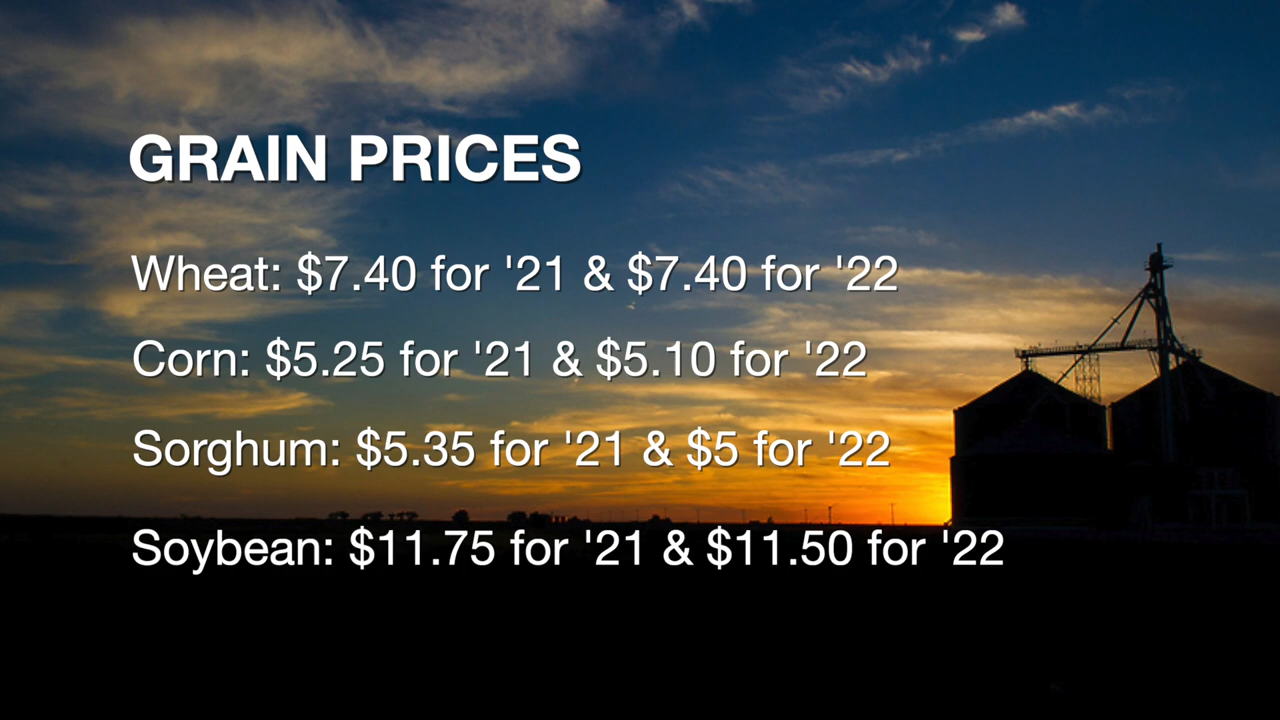 GRAIN PRICES
Wheat: $7.40 for '21 & $7.40 for '22
Corn: $5.25 for '21 & $5.10 for '22
Sorghum: $5.35 for '21 & $5 for '22
Soybean: $11.75 for '21 & $11.50 for '22